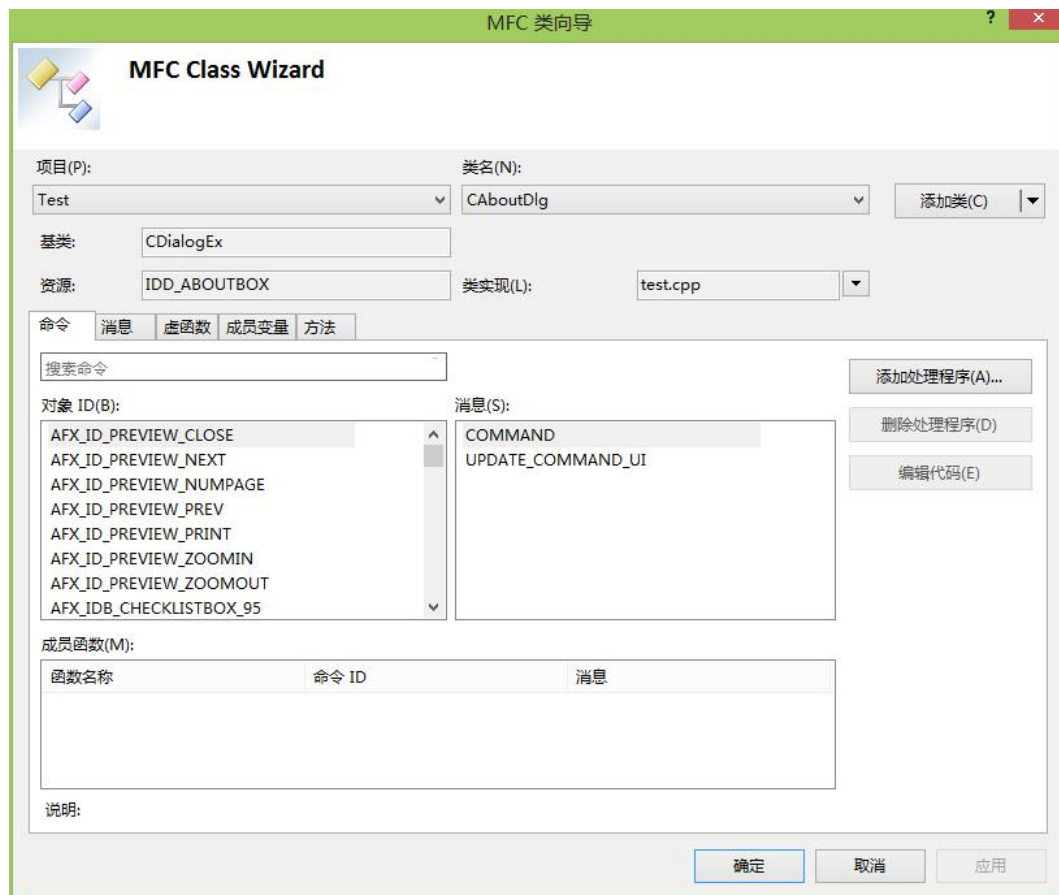 MFC 类向导
?
×
MFC Class Wizard
项目(P):
类名(N):
Test
CAboutDlg
添加类(C)
基类:
CDialogEx
资源:
IDD_ABOUTBOX
类实现(L):
test.cpp
命令
消息
虚函数
成员变量
方法
搜索命令
添加处理程序(A)...
对象 ID(B):
消息(S):
删除处理程序(D)
AFX_ID_PREVIEW_CLOSE
COMMAND
AFX_ID_PREVIEW_NEXT
UPDATE_COMMAND_UI
编辑代码(E)
AFX_ID_PREVIEW_NUMPAGE
AFX_ID_PREVIEW_PREV
AFX_ID_PREVIEW_PRINT
AFX_ID_PREVIEW_ZOOMIN
AFX_ID_PREVIEW_ZOOMOUT
AFX_IDB_CHECKLISTBOX_95
成员函数(M):
函数名称
命令 ID
消息
说明:
确定
取消
应用